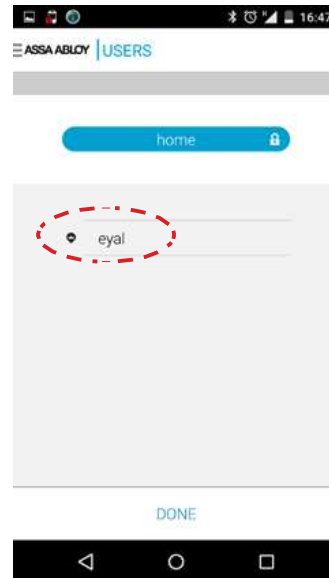 16:47
ASSA ABLOY USERS
home
eyal
DONE